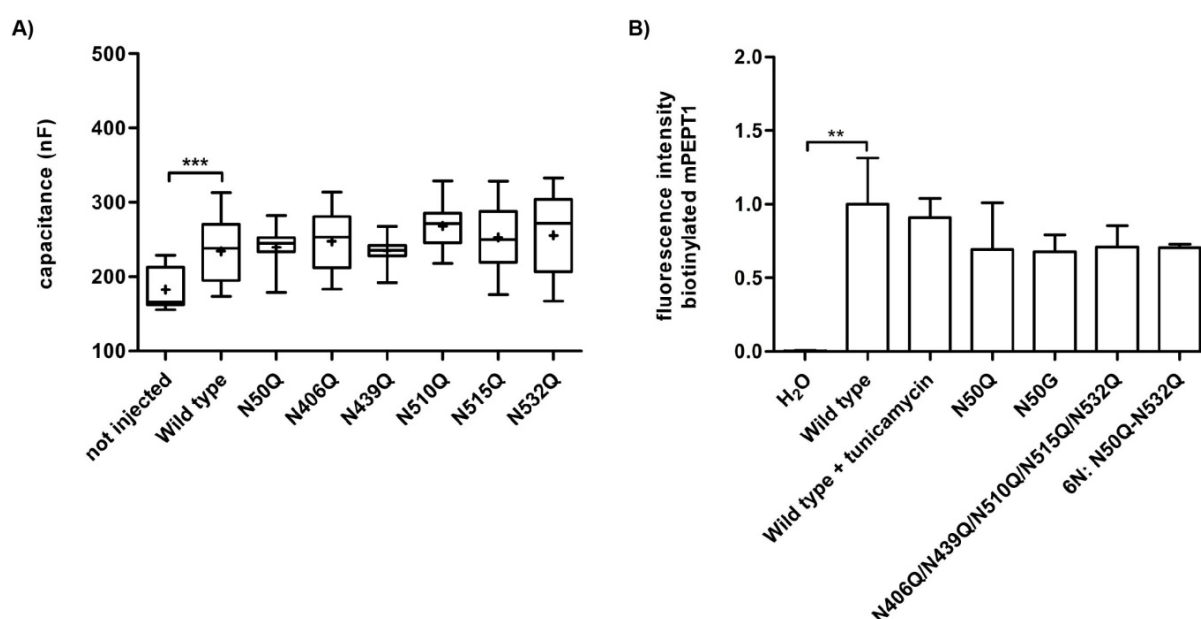 A)
capacitance (nF)
500
400
300
200
100
***
not injected
Wild type
N50Q
N406Q
N439Q
N510Q
N515Q
N532Q
B)
fluorescence intensity
biotinylated mPEPT1
2.0
1.5
1.0
0.5
0.0
**
H₂O
Wild type
Wild type + tunicamycin
N50Q
N50G
N406Q/N439Q/N510Q/N515Q/N532Q
6N: N50Q-N532Q